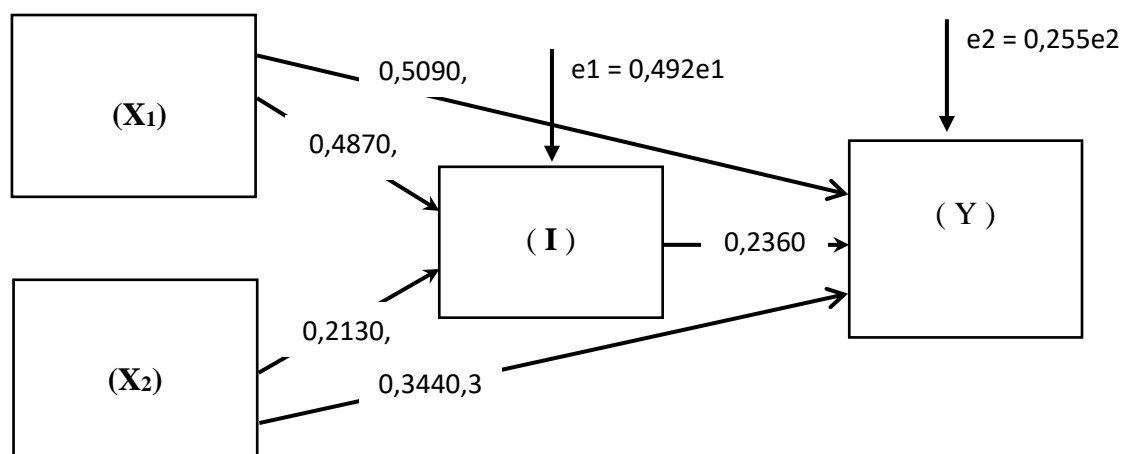 e2 = 0,255e2
0,5090,
e1 = 0,492e1
(X1)
0,4870,
( Y )
( I )
0,2360
0,2130,
(X2)
0,3440,3